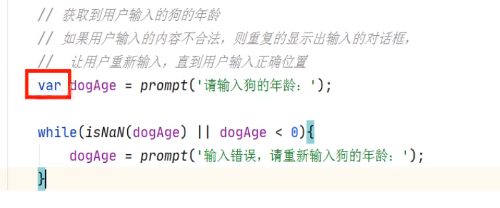 // 获取到用户输入的狗的年龄
// 如果用户输入的内容不合法，则重复的显示出输入的对话框，
//  让用户重新输入，直到用户输入正确位置
var dogAge = prompt('请输入狗的年龄：');
while(isNaN(dogAge) || dogAge < 0){
    dogAge = prompt('输入错误，请重新输入狗的年龄：');
}